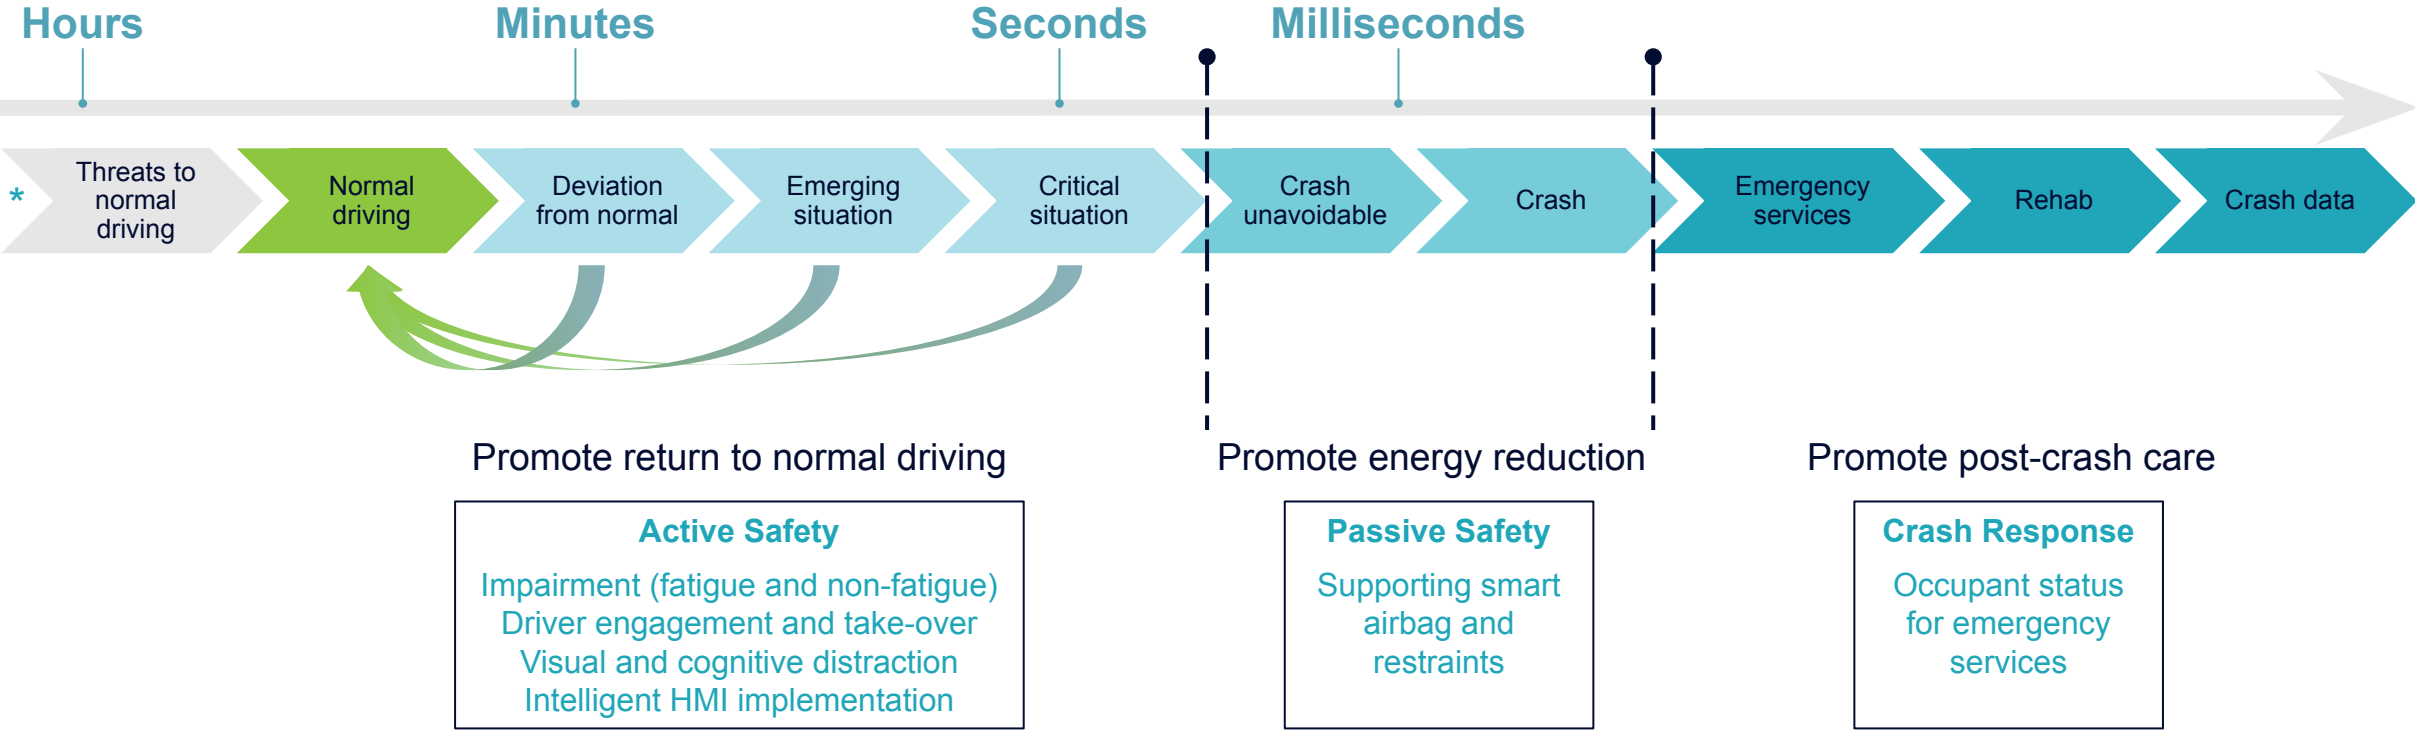 Hours
Minutes
Seconds
Milliseconds
*
Threats to
normal
driving
Normal
driving
Deviation
from normal
Emerging
situation
Critical
situation
Crash
unavoidable
Crash
Emergency
services
Rehab
Crash data
Promote return to normal driving
Promote energy reduction
Promote post-crash care
Active Safety
Impairment (fatigue and non-fatigue)
Driver engagement and take-over
Visual and cognitive distraction
Intelligent HMI implementation
Passive Safety
Supporting smart
airbag and
restraints
Crash Response
Occupant status
for emergency
services